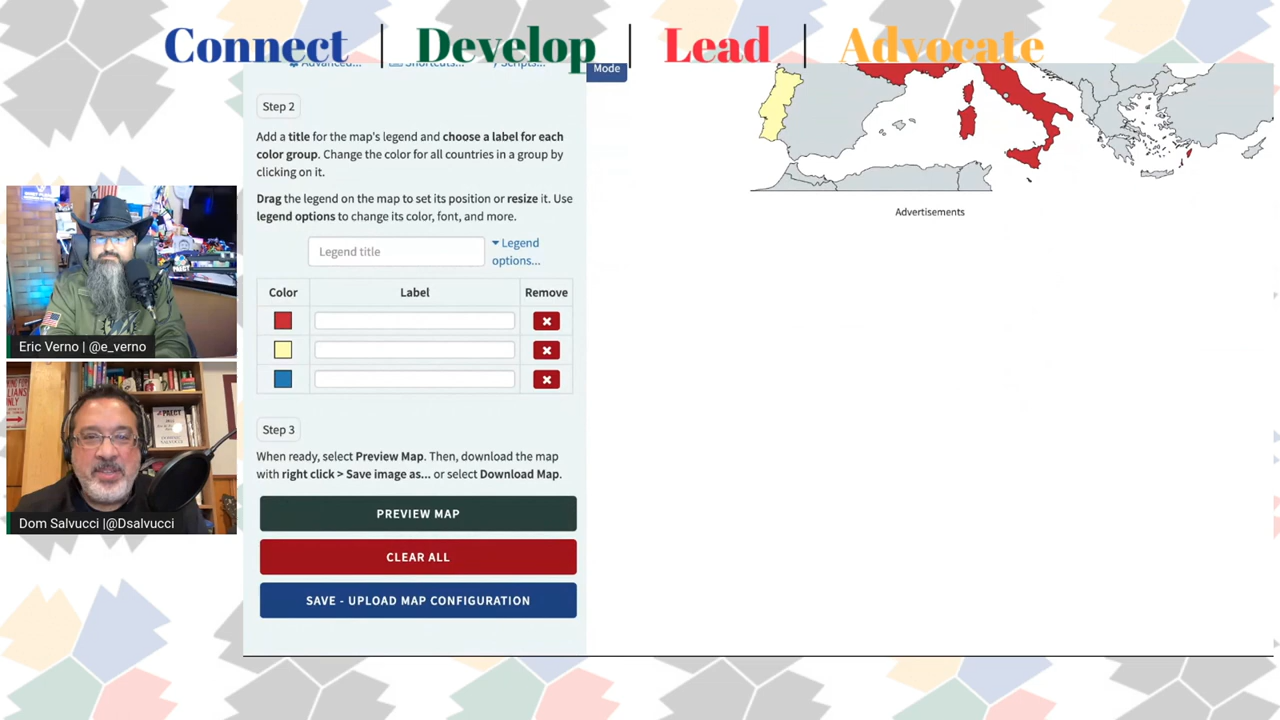 Connect | Develop | Lead | Advocate
Advanced... Shortcuts... Scripts...
Mode
Step 2
Add a title for the map's legend and choose a label for each
color group. Change the color for all countries in a group by
clicking on it.
Drag the legend on the map to set its position or resize it. Use
legend options to change its color, font, and more.
Legend title
Legend
options...
Color Label Remove
Step 3
When ready, select Preview Map. Then, download the map
with right click > Save image as... or select Download Map.
PREVIEW MAP
CLEAR ALL
SAVE - UPLOAD MAP CONFIGURATION
Advertisements
Eric Verno | @e_verno
Dom Salvucci |@Dsalvucci